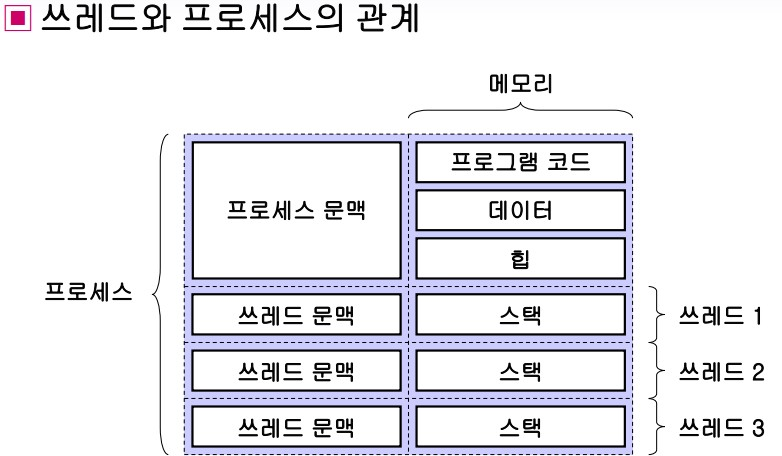 쓰레드와 프로세스의 관계
메모리
프로그램 코드
프로세스 문맥
데이터
힙
프로세스
쓰레드 문맥 스택 쓰레드 1
쓰레드 문맥 스택 쓰레드 2
쓰레드 문맥 스택 쓰레드 3